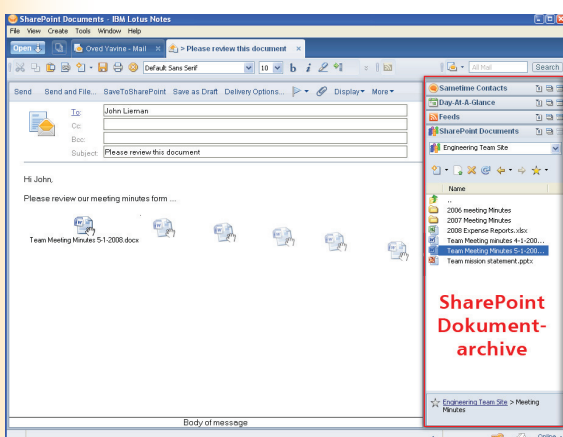 SharePoint Documents - IBM Lotus Notes
File View Create Tools Window Help
Open
Oved Yavine - Mail
> Please review this document
Default Sans Serif
10
b i
All Mail
Search
Send Send and File... SaveToSharePoint Save as Draft Delivery Options... Display More
To: John Lieman
Cc:
Bcc:
Subject: Please review this document
Hi John,
Please review our meeting minutes form ...
Team Meeting Minutes 5-1-2008.docx
Body of message
Sametime Contacts
Day-At-A-Glance
Feeds
SharePoint Documents
Engineering Team Site
Name
..
2006 meeting Minutes
2007 Meeting Minutes
2008 Expense Reports.xlsx
Team Meeting minutes 4-1-200...
Team Meeting Minutes 5-1-200...
Team mission statement.pptx
SharePoint
Dokument-
archive
Engineering Team Site > Meeting
Minutes
Online